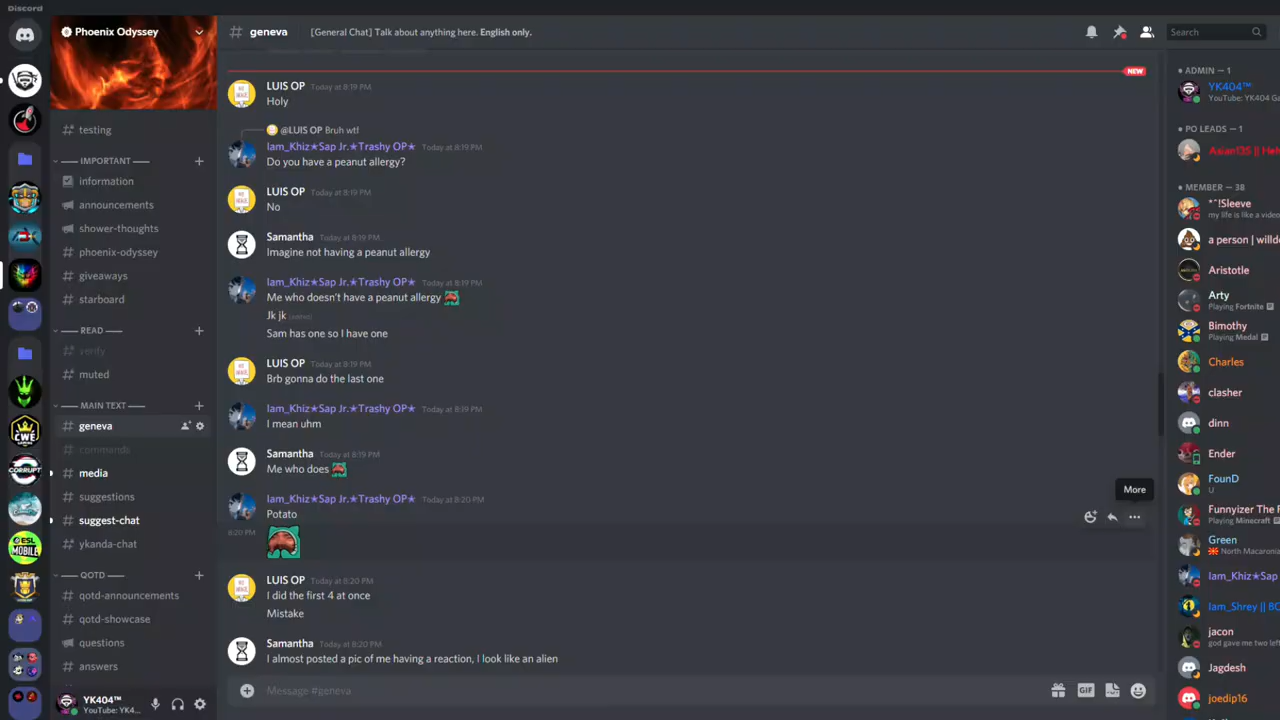 Discord
Phoenix Odyssey
# geneva
[General Chat] Talk about anything here. English only.
Search
testing
IMPORTANT
information
announcements
shower-thoughts
phoenix-odyssey
giveaways
starboard
READ
verify
muted
MAIN TEXT
geneva
commands
media
suggestions
suggest-chat
ykanda-chat
QOTD
qotd-announcements
qotd-showcase
questions
answers
YK404™
YouTube: YK4...
NEW
LUIS OP Today at 8:19 PM
Holy
@LUIS OP Bruh wt!
Iam_Khiz★Sap Jr.★Trashy OP★ Today at 8:19 PM
Do you have a peanut allergy?
LUIS OP Today at 8:19 PM
No
Samantha Today at 8:19 PM
Imagine not having a peanut allergy
Iam_Khiz★Sap Jr.★Trashy OP★ Today at 8:19 PM
Me who doesn't have a peanut allergy
Jk jk (edited)
Sam has one so I have one
LUIS OP Today at 8:19 PM
Brb gonna do the last one
Iam_Khiz★Sap Jr.★Trashy OP★ Today at 8:19 PM
I mean uhm
Samantha Today at 8:19 PM
Me who does
Iam_Khiz★Sap Jr.★Trashy OP★ Today at 8:20 PM
Potato
More
8:20 PM
LUIS OP Today at 8:20 PM
I did the first 4 at once
Mistake
Samantha Today at 8:20 PM
I almost posted a pic of me having a reaction, I look like an alien
Message #geneva
GIF
ADMIN — 1
YK404™
YouTube: YK404 Ga
PO LEADS — 1
Asian135 || Hel
MEMBER — 38
*^!Sleeve
my life is like a video
a person | willd
Aristotle
Arty
Playing Fortnite
Bimothy
Playing Medal
Charles
clasher
dinn
Ender
FounD
U
Funnyizer The F
Playing Minecraft
Green
North Macaronia
Iam_Khiz★Sap
Iam_Shrey || BO
jacon
god gave me two left
Jagdesh
joedip16